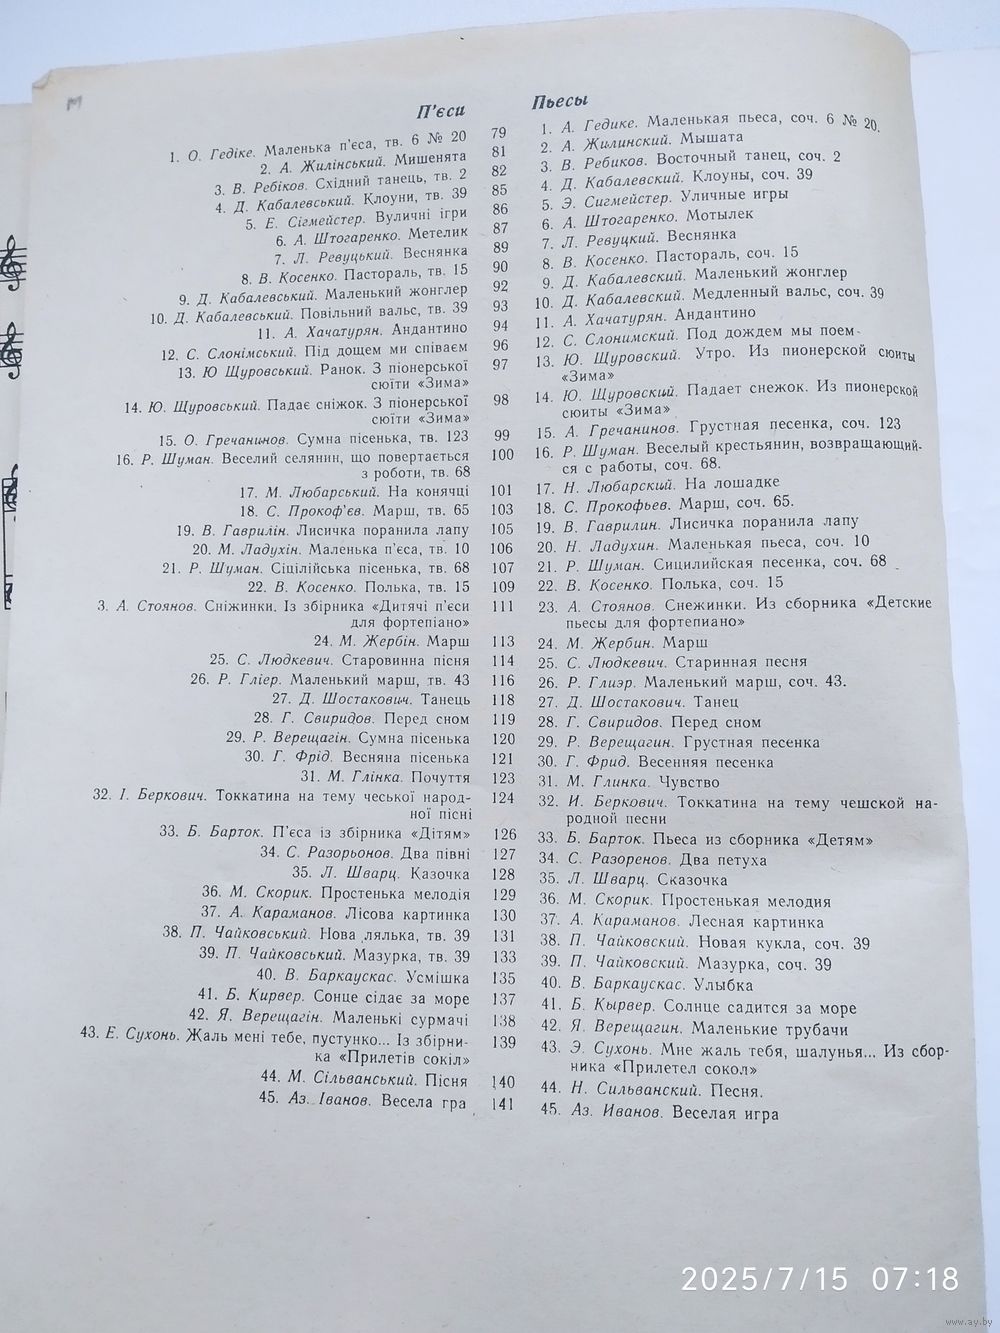 м
П'єси
1. О. Гедіке. Маленька п'єса, тв. 6 № 20
2. А. Жилінський. Мишенята
3. В. Ребіков. Східний танець, тв. 2
4. Д. Кабалевський. Клоуни, тв. 39
5. Е. Сігмейстер. Вуличні ігри
6. А. Штогаренко. Метелик
7. Л. Ревуцький. Веснянка
8. В. Косенко. Пастораль, тв. 15
9. Д. Кабалевський. Маленький жонглер
10. Д. Кабалевський. Повільний вальс, тв. 39
11. А. Хачатурян. Андантино
12. С. Слонімський. Під дощем ми співаєм
13. Ю Щуровський. Ранок. З піонерської
сюїти «Зима»
14. Ю. Щуровський. Падає сніжок. З піонерської
сюїти «Зима»
15. О. Гречанинов. Сумна пісенька, тв. 123
16. Р. Шуман. Веселий селянин, що повертається
з роботи, тв. 68
17. М. Любарський. На конячці
18. С. Прокоф'єв. Марш, тв. 65
19. В. Гаврилін. Лисичка поранила лапу
20. М. Ладухін. Маленька п'єса, тв. 10
21. Р. Шуман. Сіцілійська пісенька, тв. 68
22. В. Косенко. Полька, тв. 15
3. А. Стоянов. Сніжинки. Із збірника «Дитячі п'єси
для фортепіано»
24. М. Жербін. Марш
25. С. Людкевич. Старовинна пісня
26. Р. Гліер. Маленький марш, тв. 43
27. Д. Шостакович. Танець
28. Г. Свиридов. Перед сном
29. Р. Верещагін. Сумна пісенька
30. Г. Фрід. Весняна пісенька
31. М. Глінка. Почуття
32. І. Беркович. Токкатина на тему чеської народ-
ної пісні
33. Б. Барток. П'єса із збірника «Дітям»
34. С. Разорьонов. Два півні
35. Л. Шварц. Казочка
36. М. Скорик. Простенька мелодія
37. А. Караманов. Лісова картинка
38. П. Чайковський. Нова лялька, тв. 39
39. П. Чайковський. Мазурка, тв. 39
40. В. Баркаускас. Усмішка
41. Б. Кирвер. Сонце сідає за море
42. Я. Верещагін. Маленькі сурмачі
43. Е. Сухонь. Жаль мені тебе, пустунко... Із збірни-
ка «Прилетів сокіл»
44. М. Сільванський. Пісня
45. Аз. Іванов. Весела гра
79
81
82
85
86
87
89
90
92
93
94
96
97
98
99
100
101
103
105
106
107
109
111
113
114
116
118
119
120
121
123
124
126
127
128
129
130
131
133
135
137
138
139
140
141
Пьесы
1. А. Гедике. Маленькая пьеса, соч. 6 № 20.
2. А. Жилинский. Мышата
3. В. Ребиков. Восточный танец, соч. 2
4. Д. Кабалевский. Клоуны, соч. 39
5. Э. Сигмейстер. Уличные игры
6. А. Штогаренко. Мотылек
7. Л. Ревуцкий. Веснянка
8. В. Косенко. Пастораль, соч. 15
9. Д. Кабалевский. Маленький жонглер
10. Д. Кабалевский. Медленный вальс, соч. 39
11. А. Хачатурян. Андантино
12. С. Слонимский. Под дождем мы поем
13. Ю. Щуровский. Утро. Из пионерской сюиты
«Зима»
14. Ю. Щуровский. Падает снежок. Из пионерской
сюиты «Зима»
15. А. Гречанинов. Грустная песенка, соч. 123
16. Р. Шуман. Веселый крестьянин, возвращающий-
ся с работы, соч. 68.
17. Н. Любарский. На лошадке
18. С. Прокофьев. Марш, соч. 65.
19. В. Гаврилин. Лисичка поранила лапу
20. Н. Ладухин. Маленькая пьеса, соч. 10
21. Р. Шуман. Сицилийская песенка, соч. 68
22. В. Косенко. Полька, соч. 15
23. А. Стоянов. Снежинки. Из сборника «Детские
пьесы для фортепиано»
24. М. Жербин. Марш
25. С. Людкевич. Старинная песня
26. Р. Глиэр. Маленький марш, соч. 43.
27. Д. Шостакович. Танец
28. Г. Свиридов. Перед сном
29. Р. Верещагин. Грустная песенка
30. Г. Фрид. Весенняя песенка
31. М. Глинка. Чувство
32. И. Беркович. Токкатина на тему чешской на-
родной песни
33. Б. Барток. Пьеса из сборника «Детям»
34. С. Разоренов. Два петуха
35. Л. Шварц. Сказочка
36. М. Скорик. Простенькая мелодия
37. А. Караманов. Лесная картинка
38. П. Чайковский. Новая кукла, соч. 39
39. П. Чайковский. Мазурка, соч. 39
40. В. Баркаускас. Улыбка
41. Б. Кырвер. Солнце садится за море
42. Я. Верещагин. Маленькие трубачи
43. Э. Сухонь. Мне жаль тебя, шалунья... Из сбор-
ника «Прилетел сокол»
44. Н. Сильванский. Песня.
45. Аз. Иванов. Веселая игра
2025/7/15 07:18
www.ay.by